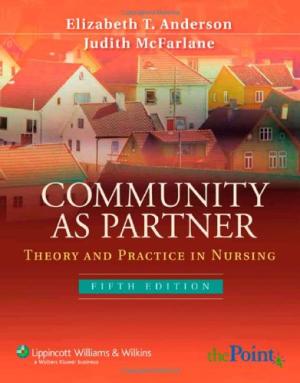 Elizabeth T. Anderson
Judith McFarlane
COMMUNITY
AS PARTNER
THEORY AND PRACTICE IN NURSING
FIFTH EDITION
Lippincott Williams & Wilkins
a Wolters Kluwer business
thePoint